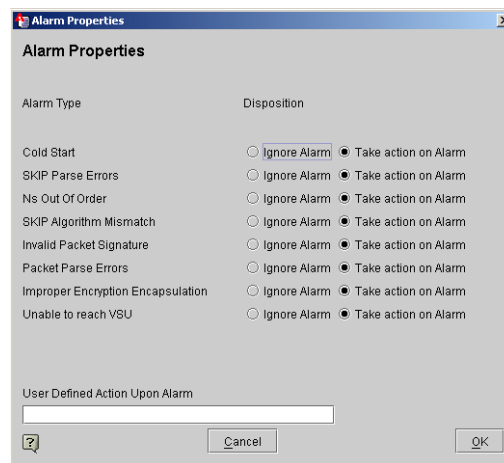 Alarm Properties
Alarm Properties
Alarm Type Disposition
Cold Start Ignore Alarm Take action on Alarm
SKIP Parse Errors Ignore Alarm Take action on Alarm
Ns Out Of Order Ignore Alarm Take action on Alarm
SKIP Algorithm Mismatch Ignore Alarm Take action on Alarm
Invalid Packet Signature Ignore Alarm Take action on Alarm
Packet Parse Errors Ignore Alarm Take action on Alarm
Improper Encryption Encapsulation Ignore Alarm Take action on Alarm
Unable to reach VSU Ignore Alarm Take action on Alarm
User Defined Action Upon Alarm
? Cancel OK